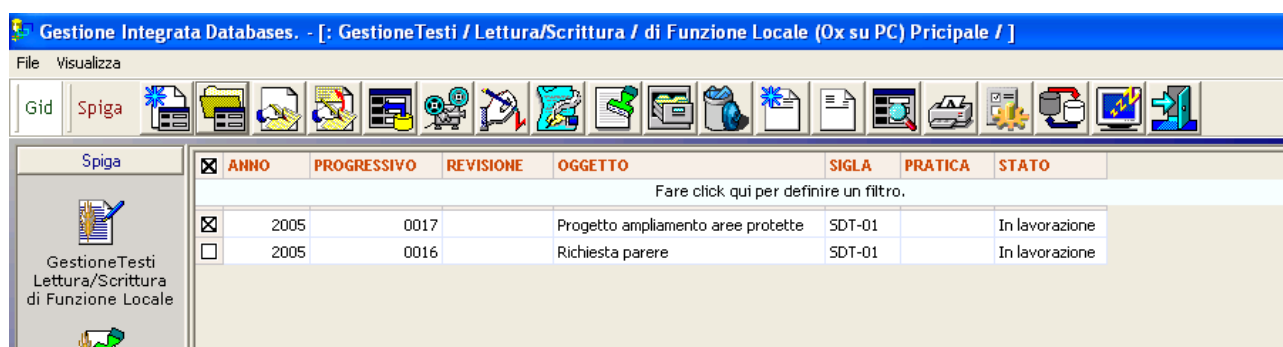 Gestione Integrata Databases. - [: GestioneTesti / Lettura/Scrittura / di Funzione Locale (Ox su PC) Pricipale / ]
File Visualizza
Gid Spiga
Spiga
ANNO PROGRESSIVO REVISIONE OGGETTO SIGLA PRATICA STATO
Fare click qui per definire un filtro.
2005 0017 Progetto ampliamento aree protette SDT-01 In lavorazione
2005 0016 Richiesta parere SDT-01 In lavorazione
GestioneTesti
Lettura/Scrittura
di Funzione Locale